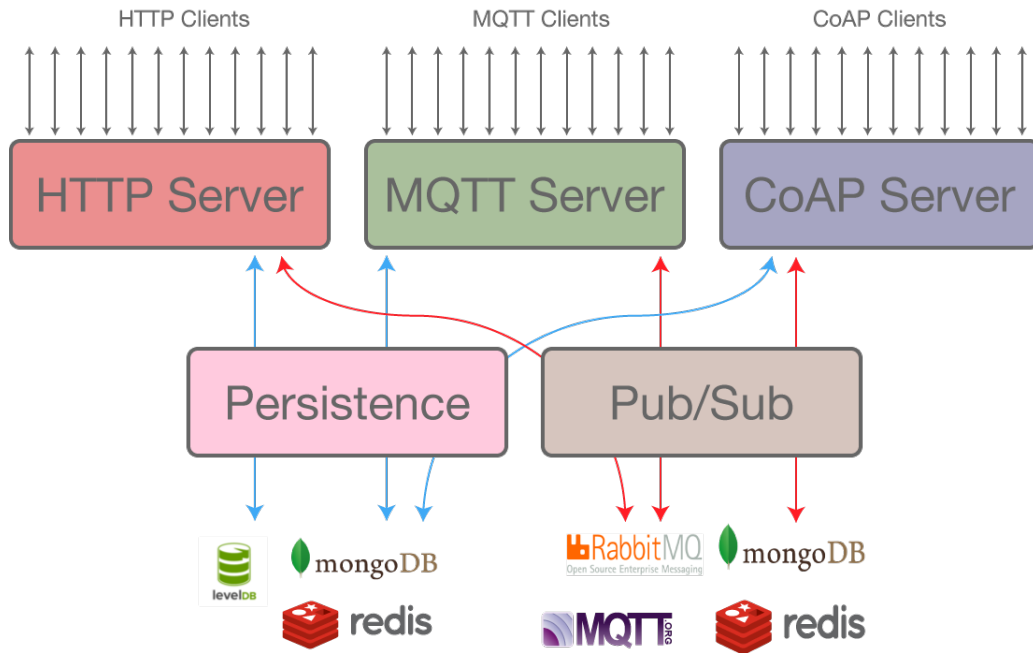 HTTP Clients
MQTT Clients
CoAP Clients
HTTP Server
MQTT Server
CoAP Server
Persistence
Pub/Sub
levelDB
mongoDB
RabbitMQ
Open Source Enterprise Messaging
mongoDB
redis
MQTT.ORG
redis